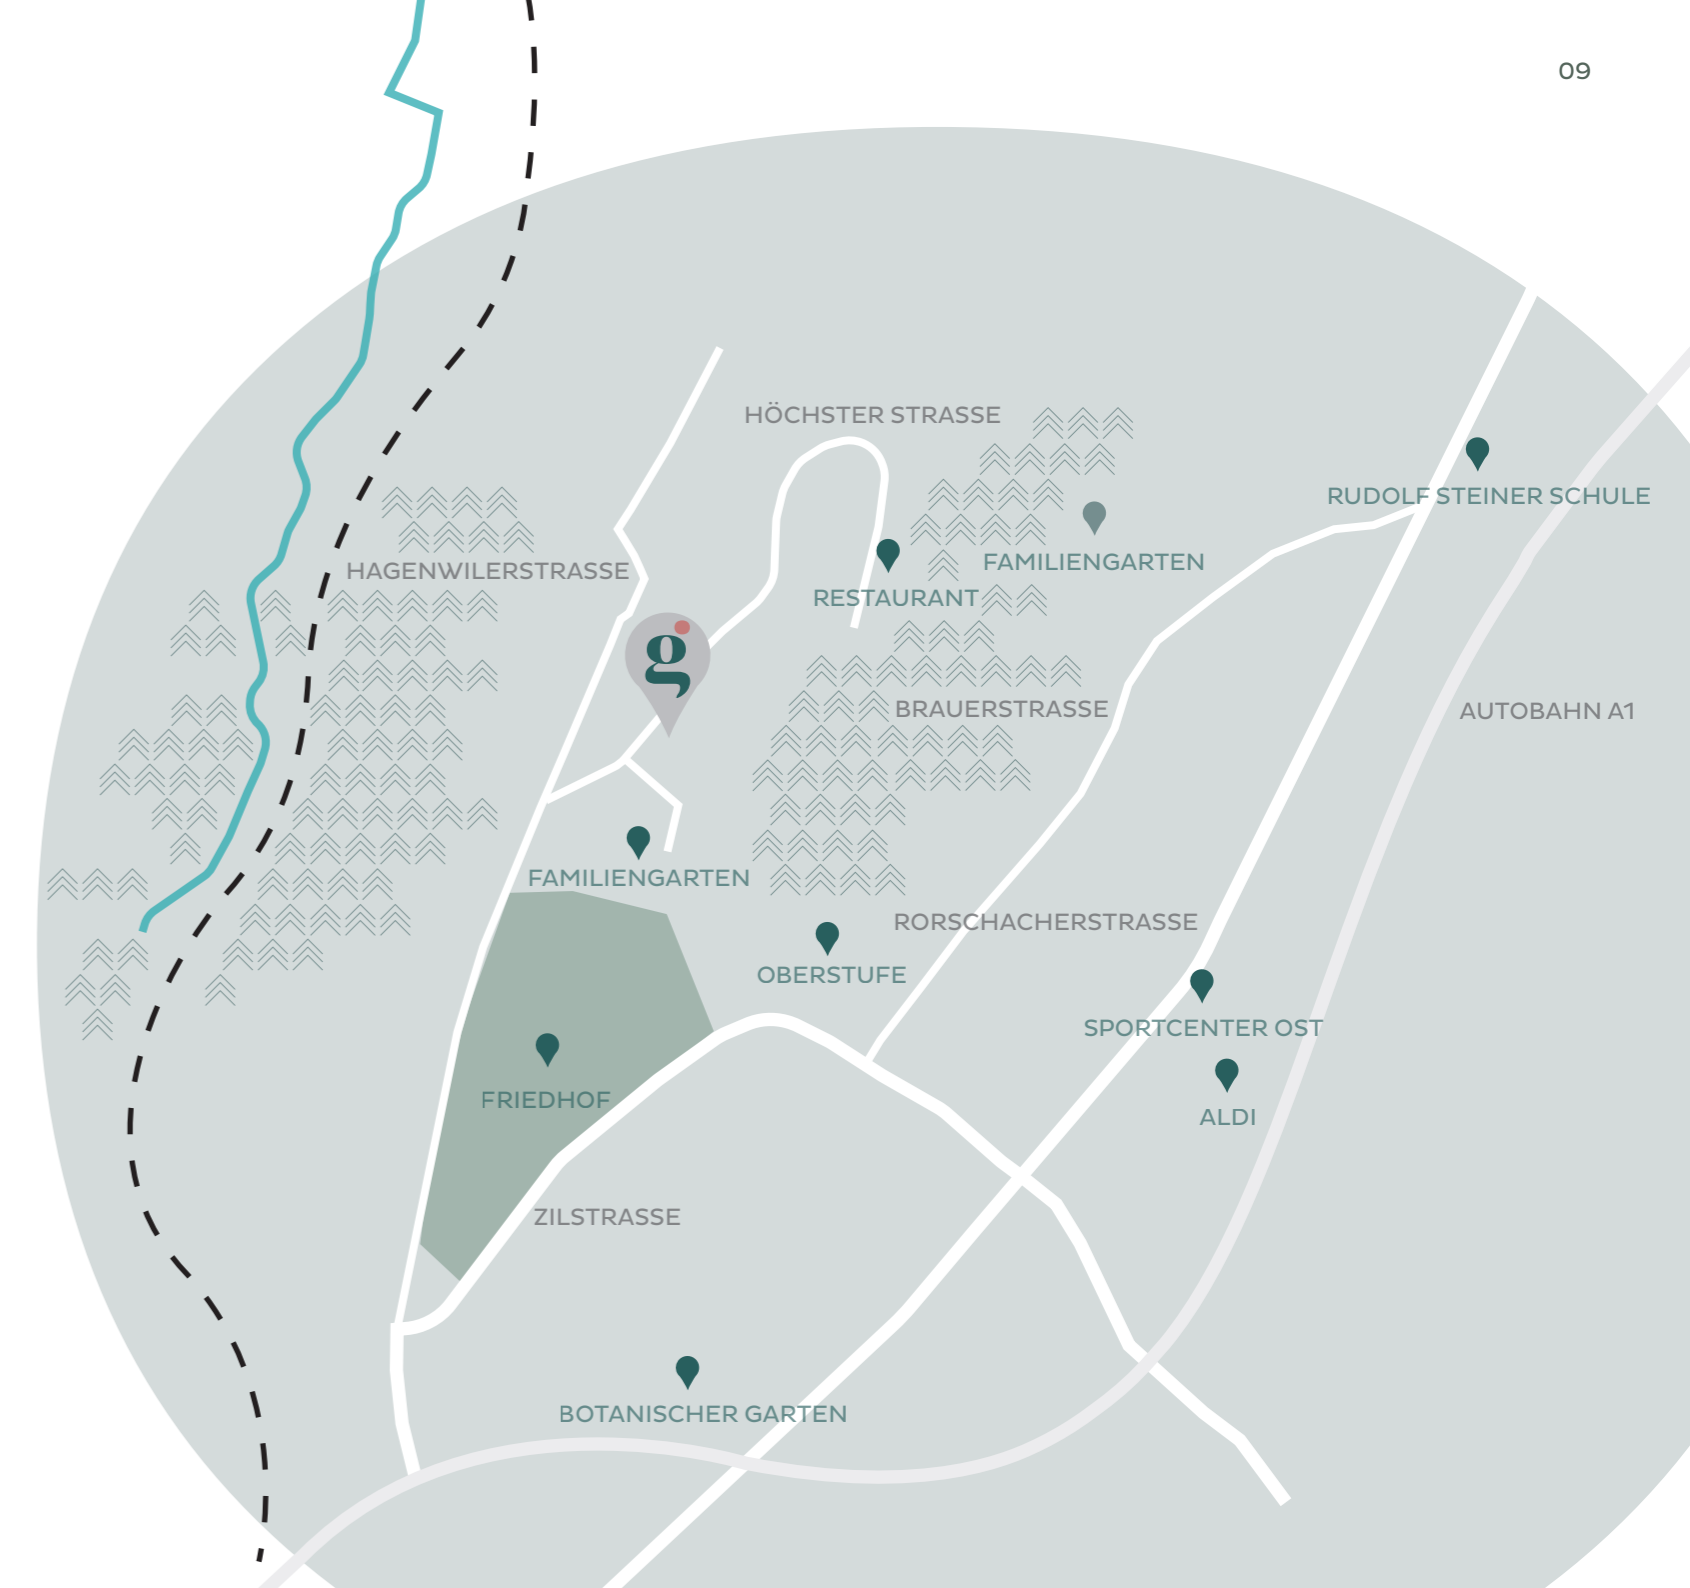 09
HÖCHSTER STRASSE
RUDOLF STEINER SCHULE
FAMILIENGARTEN
HAGENWILERSTRASSE
RESTAURANT
g
BRAUERSTRASSE
AUTOBAHN A1
FAMILIENGARTEN
RORSCHACHERSTRASSE
OBERSTUFE
SPORTCENTER OST
FRIEDHOF
ALDI
ZILSTRASSE
BOTANISCHER GARTEN